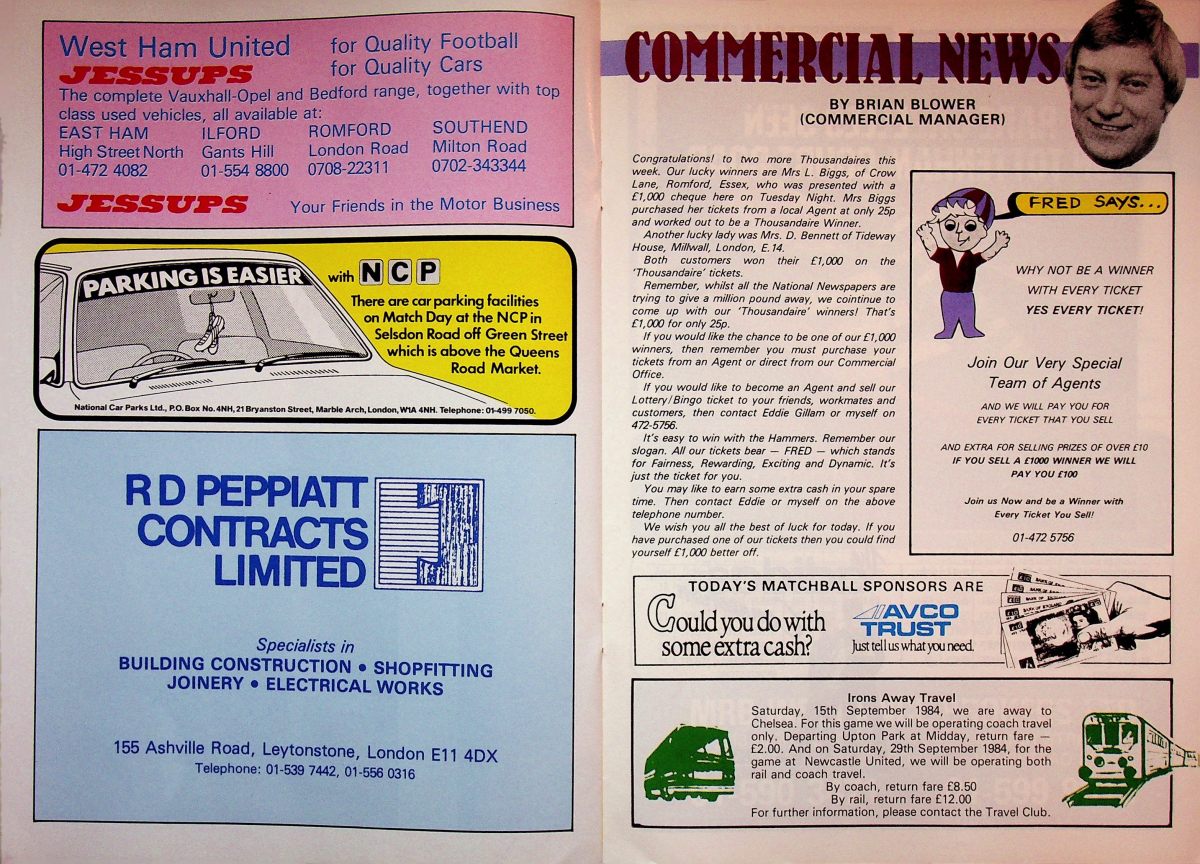 West Ham United for Quality Football
JESSUPS for Quality Cars
The complete Vauxhall-Opel and Bedford range, together with top
class used vehicles, all available at:
EAST HAM ILFORD ROMFORD SOUTHEND
High Street North Gants Hill London Road Milton Road
01-472 4082 01-554 8800 0708-22311 0702-343344
JESSUPS Your Friends in the Motor Business
PARKING IS EASIER with NCP
There are car parking facilities
on Match Day at the NCP in
Selsdon Road off Green Street
which is above the Queens
Road Market.
National Car Parks Ltd., P.O. Box No. 4NH, 21 Bryanston Street, Marble Arch, London, W1A 4NH. Telephone: 01-499 7050.
R D PEPPIATT
CONTRACTS
LIMITED
Specialists in
BUILDING CONSTRUCTION • SHOPFITTING
JOINERY • ELECTRICAL WORKS
155 Ashville Road, Leytonstone, London E11 4DX
Telephone: 01-539 7442, 01-556 0316
COMMERCIAL NEWS
BY BRIAN BLOWER
(COMMERCIAL MANAGER)
Congratulations! to two more Thousandaires this
week. Our lucky winners are Mrs L. Biggs, of Crow
Lane, Romford, Essex, who was presented with a
£1,000 cheque here on Tuesday Night. Mrs Biggs
purchased her tickets from a local Agent at only 25p
and worked out to be a Thousandaire Winner.
Another lucky lady was Mrs. D. Bennett of Tideway
House, Millwall, London, E.14.
Both customers won their £1,000 on the
'Thousandaire' tickets.
Remember, whilst all the National Newspapers are
trying to give a million pound away, we continue to
come up with our 'Thousandaire' winners! That's
£1,000 for only 25p.
If you would like the chance to be one of our £1,000
winners, then remember you must purchase your
tickets from an Agent or direct from our Commercial
Office.
If you would like to become an Agent and sell our
Lottery/Bingo ticket to your friends, workmates and
customers, then contact Eddie Gillam or myself on
472-5756.
It's easy to win with the Hammers. Remember our
slogan. All our tickets bear — FRED — which stands
for Fairness, Rewarding, Exciting and Dynamic. It's
just the ticket for you.
You may like to earn some extra cash in your spare
time. Then contact Eddie or myself on the above
telephone number.
We wish you all the best of luck for today. If you
have purchased one of our tickets then you could find
yourself £1,000 better off.
FRED SAYS...
WHY NOT BE A WINNER
WITH EVERY TICKET
YES EVERY TICKET!
Join Our Very Special
Team of Agents
AND WE WILL PAY YOU FOR
EVERY TICKET THAT YOU SELL
AND EXTRA FOR SELLING PRIZES OF OVER £10
IF YOU SELL A £1000 WINNER WE WILL
PAY YOU £100
Join us Now and be a Winner with
Every Ticket You Sell!
01-472 5756
TODAY'S MATCHBALL SPONSORS ARE
Could you do with
some extra cash?
AVCO
TRUST
Just tell us what you need.
Irons Away Travel
Saturday, 15th September 1984, we are away to
Chelsea. For this game we will be operating coach travel
only. Departing Upton Park at Midday, return fare —
£2.00. And on Saturday, 29th September 1984, for the
game at Newcastle United, we will be operating both
rail and coach travel.
By coach, return fare £8.50
By rail, return fare £12.00
For further information, please contact the Travel Club.